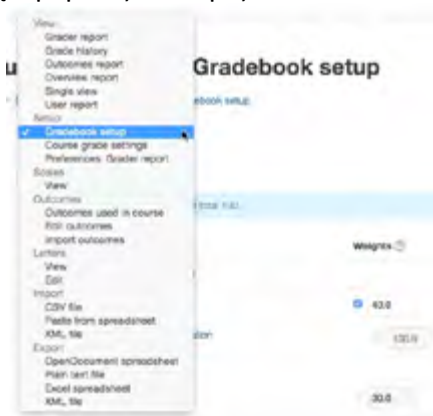 View
Grader report
Grade history
Outcomes report
Overview report
Single view
User report
Setup
✓ Gradebook setup
Course grade settings
Preferences: Grader report
Scales
View
Outcomes
Outcomes used in course
Edit outcomes
Import outcomes
Letters
View
Edit
Import
CSV file
Paste from spreadsheet
XML file
Export
OpenDocument spreadsheet
Plain text file
Excel spreadsheet
XML file
Gradebook setup
ebook setup
Weights
40.0
100.0
30.0